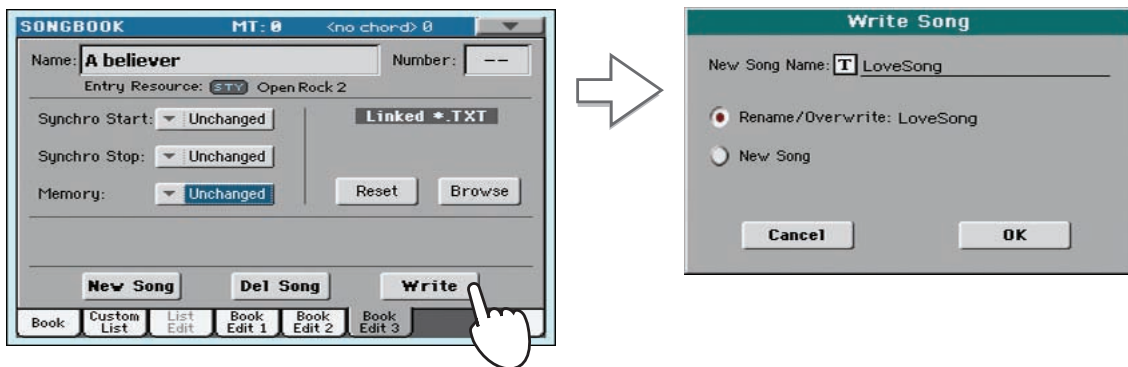 SONGBOOK MT: 0 <no chord> 0
Name: A believer Number: --
Entry Resource: STY Open Rock 2
Synchro Start: Unchanged Linked *.TXT
Synchro Stop: Unchanged
Memory: Unchanged Reset Browse
New Song Del Song Write
Book Custom List List Edit Book Edit 1 Book Edit 2 Book Edit 3
Write Song
New Song Name: T LoveSong
Rename/Overwrite: LoveSong
New Song
Cancel OK